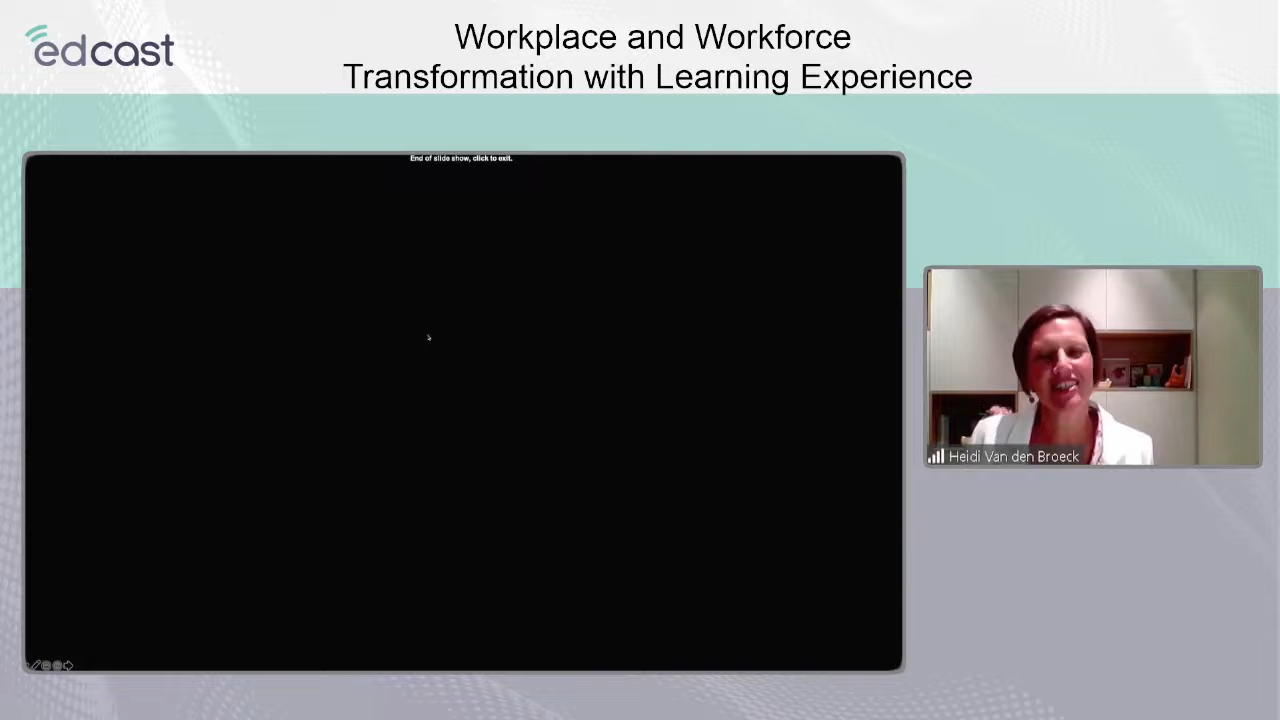 edcast
Workplace and Workforce
Transformation with Learning Experience
End of slide show, click to exit.
Heidi Van den Broeck